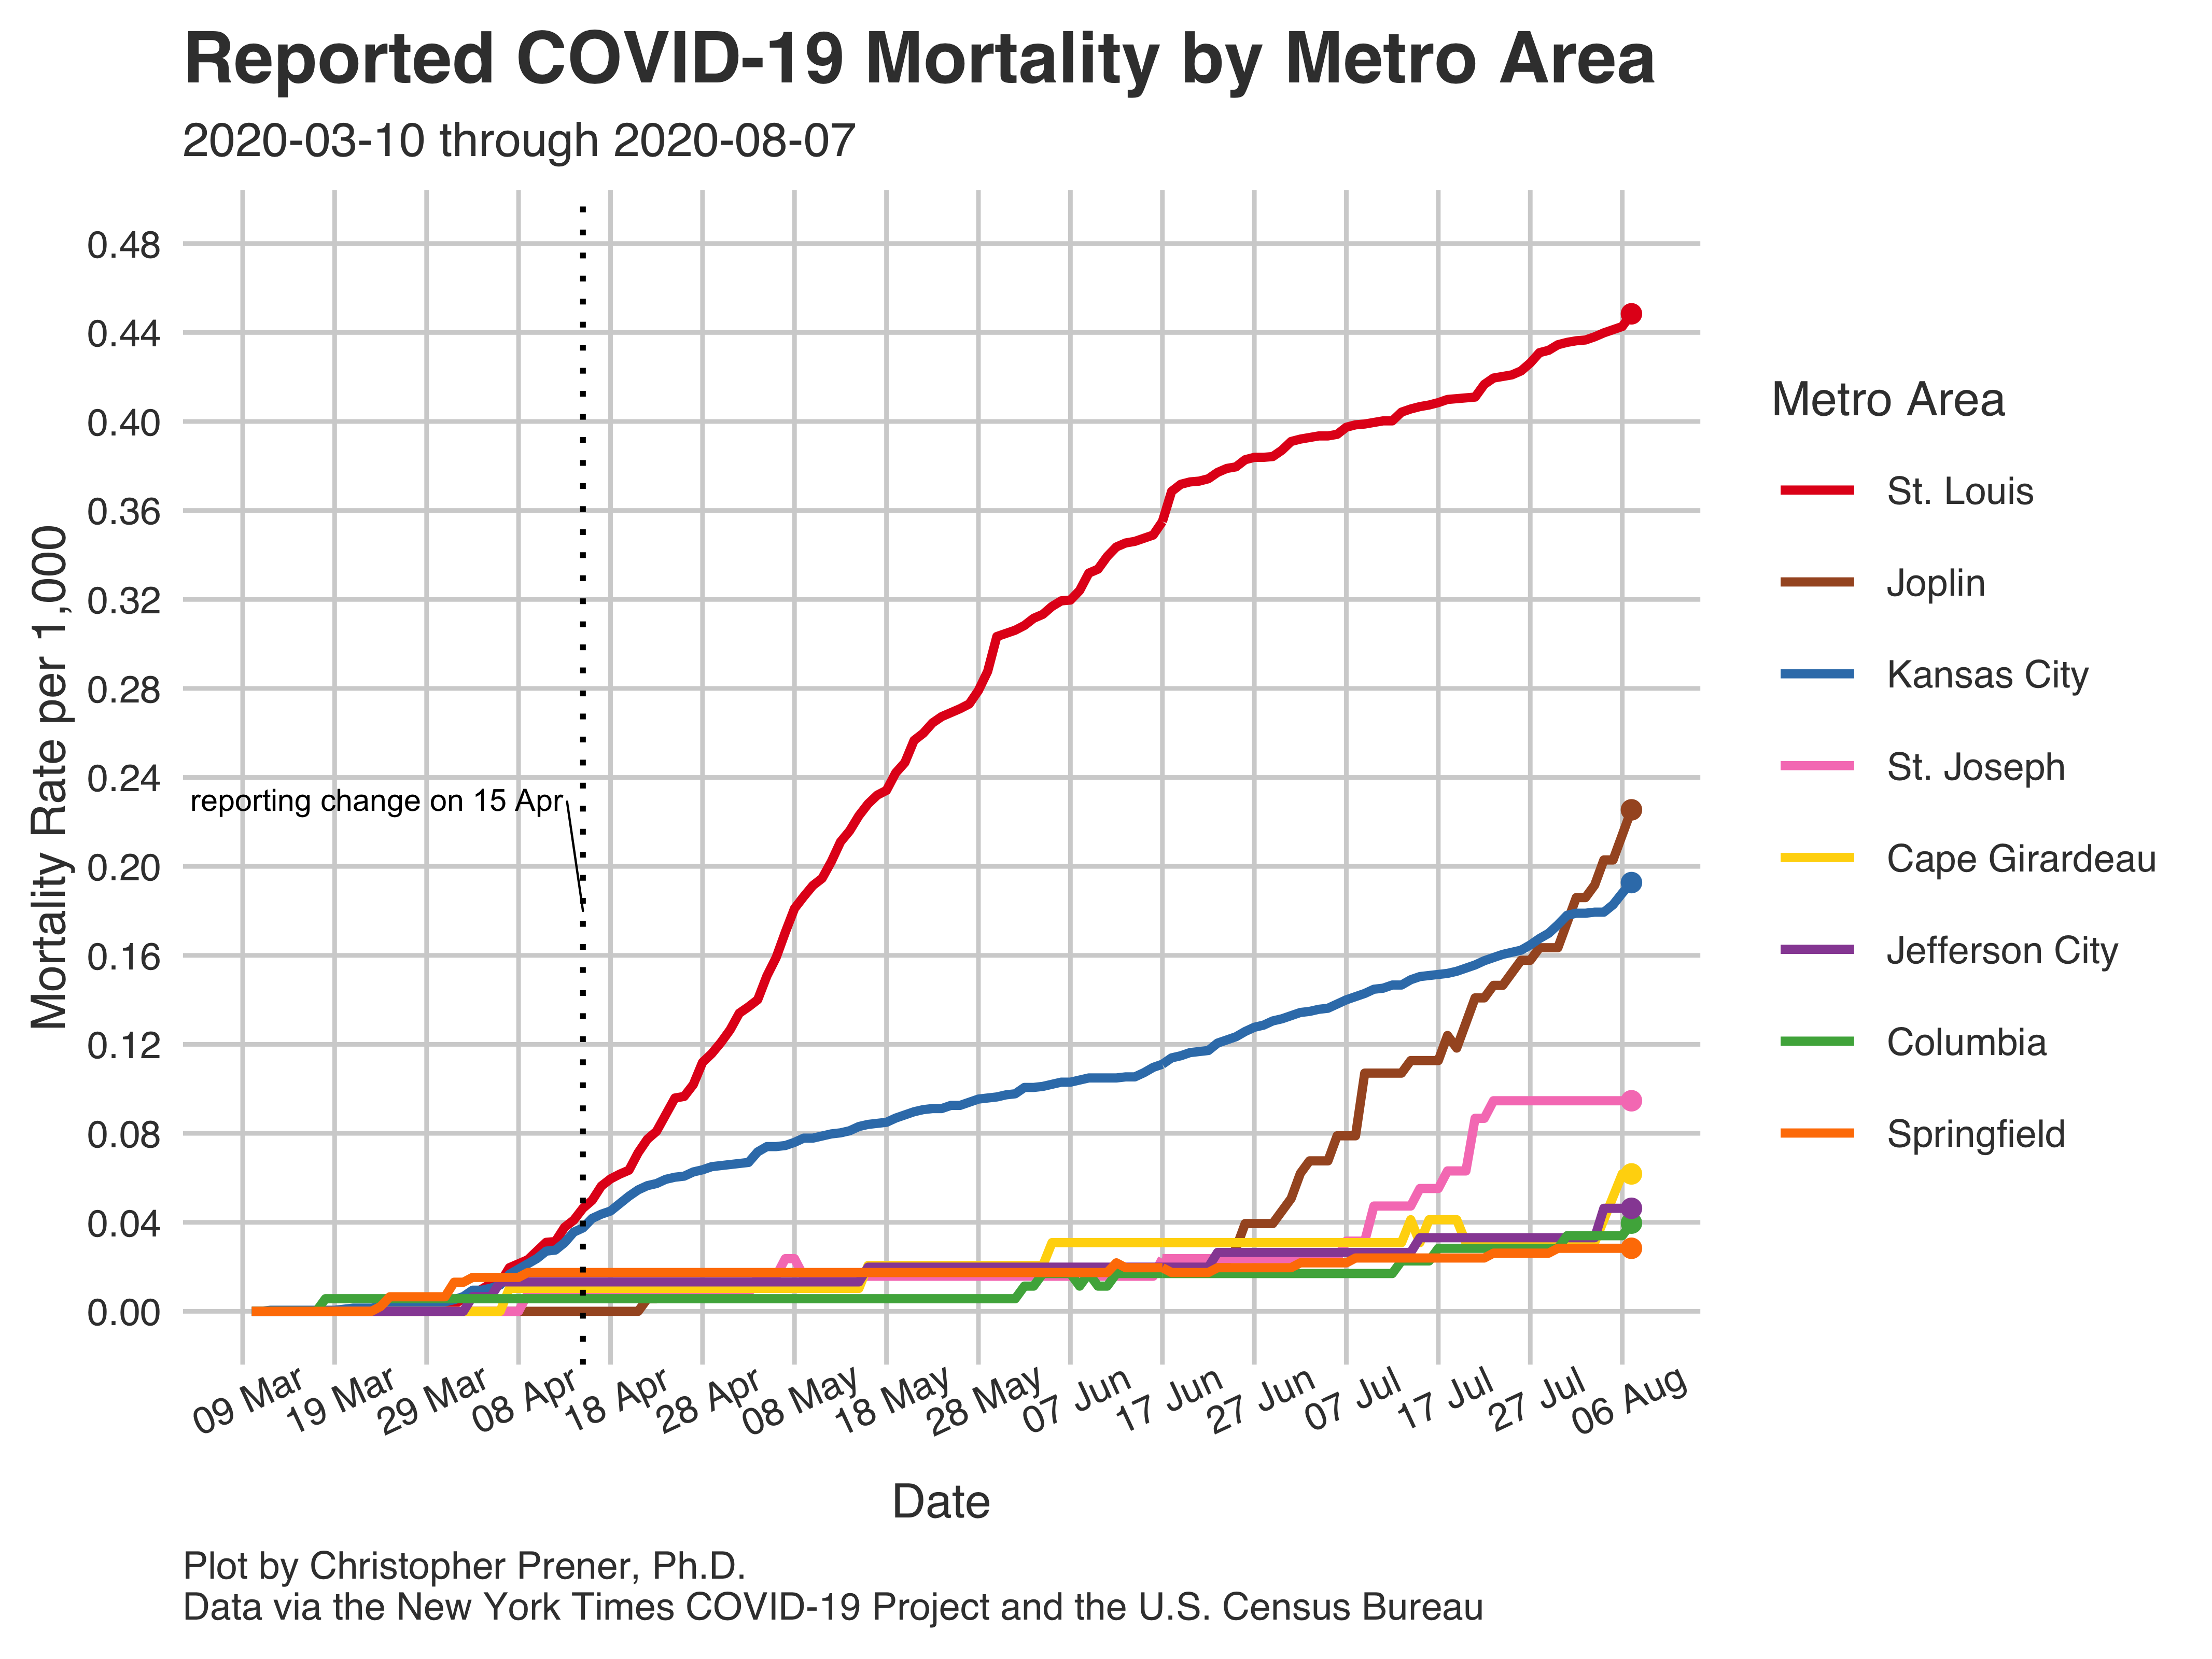 Reported COVID-19 Mortality by Metro Area
2020-03-10 through 2020-08-07
Mortality Rate per 1,000
0.48
0.44
0.40
0.36
0.32
0.28
0.24
0.20
0.16
0.12
0.08
0.04
0.00
reporting change on 15 Apr
09 Mar
19 Mar
29 Mar
08 Apr
18 Apr
28 Apr
08 May
18 May
28 May
07 Jun
17 Jun
27 Jun
07 Jul
17 Jul
27 Jul
06 Aug
Date
Metro Area
St. Louis
Joplin
Kansas City
St. Joseph
Cape Girardeau
Jefferson City
Columbia
Springfield
Plot by Christopher Prener, Ph.D.
Data via the New York Times COVID-19 Project and the U.S. Census Bureau